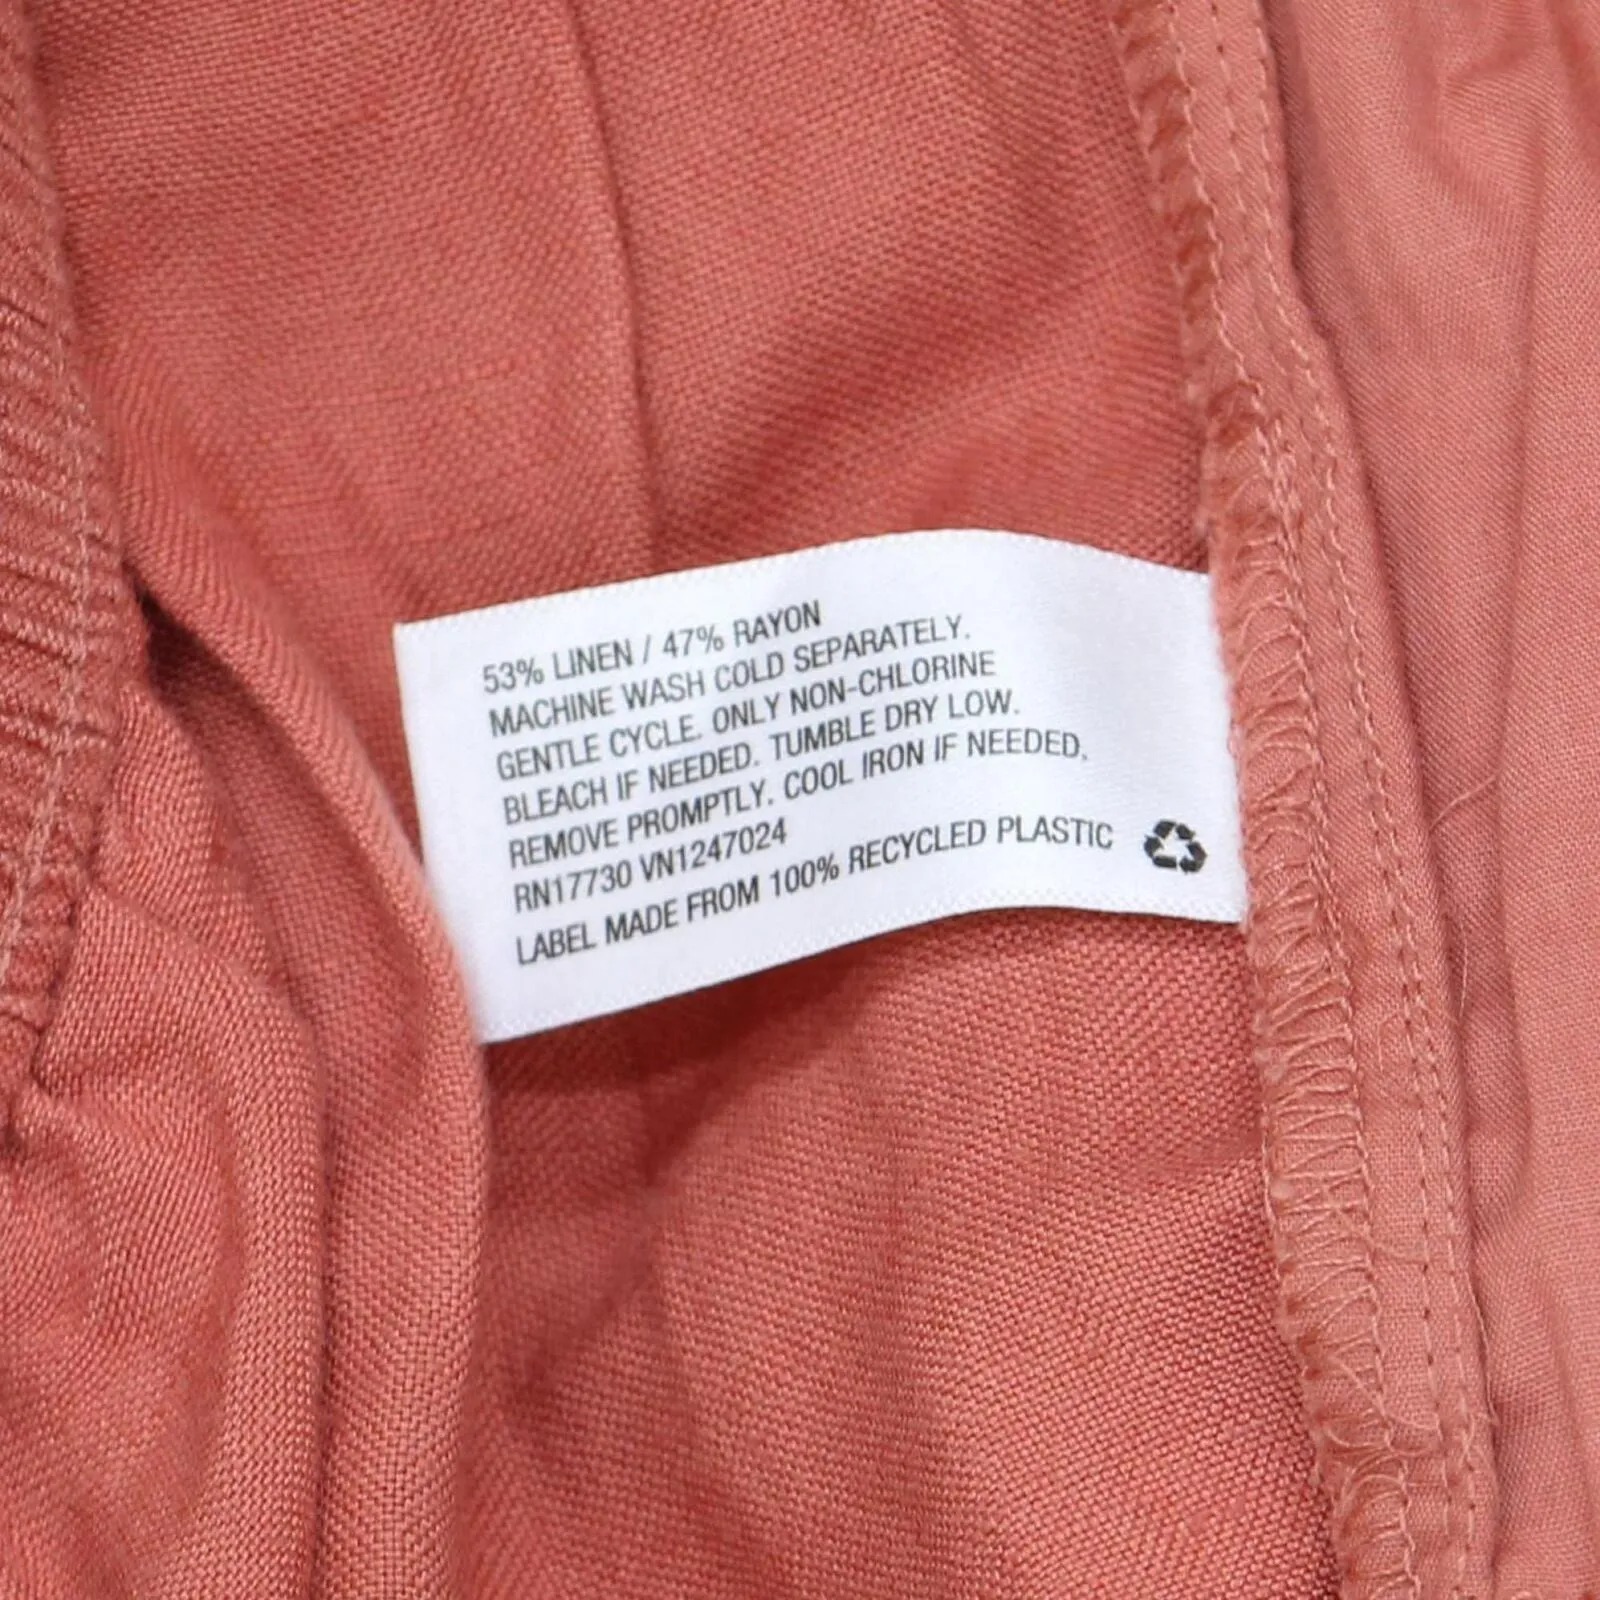 53% LINEN / 47% RAYON
MACHINE WASH COLD SEPARATELY.
GENTLE CYCLE. ONLY NON-CHLORINE
BLEACH IF NEEDED. TUMBLE DRY LOW.
REMOVE PROMPTLY. COOL IRON IF NEEDED.
RN17730 VN1247024
LABEL MADE FROM 100% RECYCLED PLASTIC